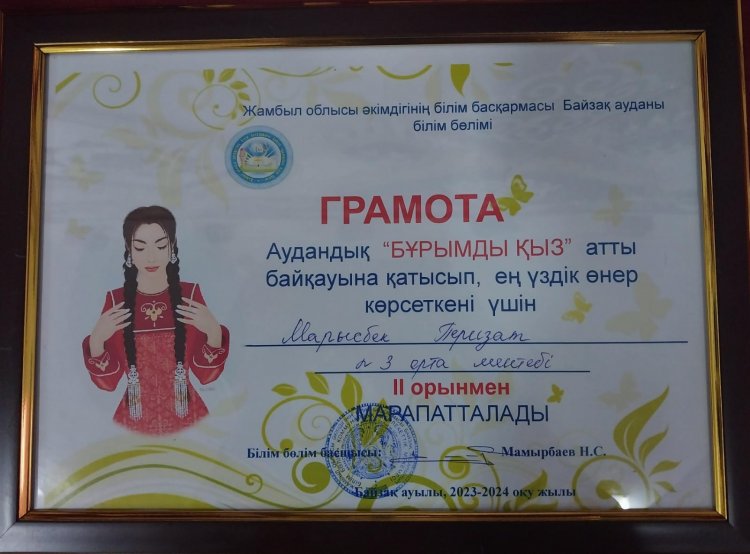 Жамбыл облысы әкімдігінің білім басқармасы Байзақ ауданы
білім бөлімі
ГРАМОТА
Аудандық “БҰРЫМДЫ ҚЫЗ” атты
байқауына қатысып, ең үздік өнер
көрсеткені үшін
Марысбек Перизат
№3 орта мектебі
II орынмен
МАРАПАТТАЛАДЫ
Білім бөлім басшысы: Мамырбаев Н.С.
Байзақ ауылы, 2023-2024 оқу жылы